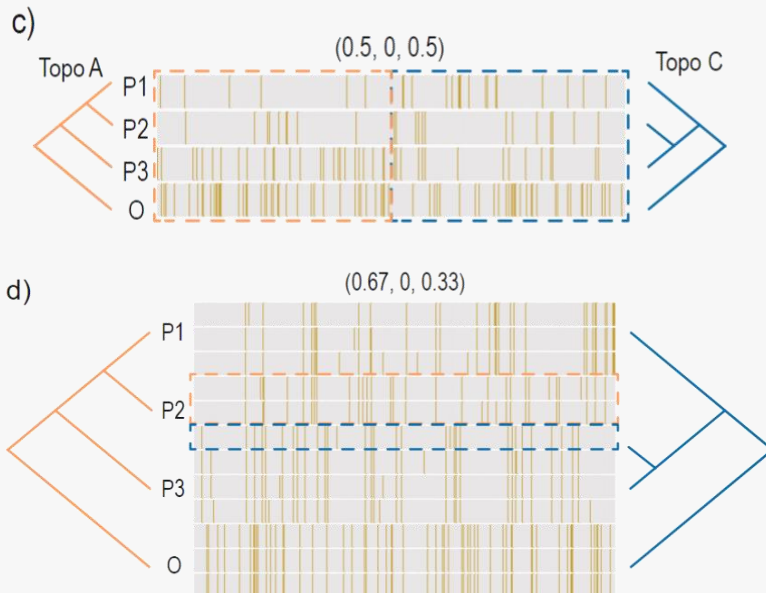 c)
(0.5, 0, 0.5)
Topo A
Topo C
P1
P2
P3
O
d)
(0.67, 0, 0.33)
P1
P2
P3
O